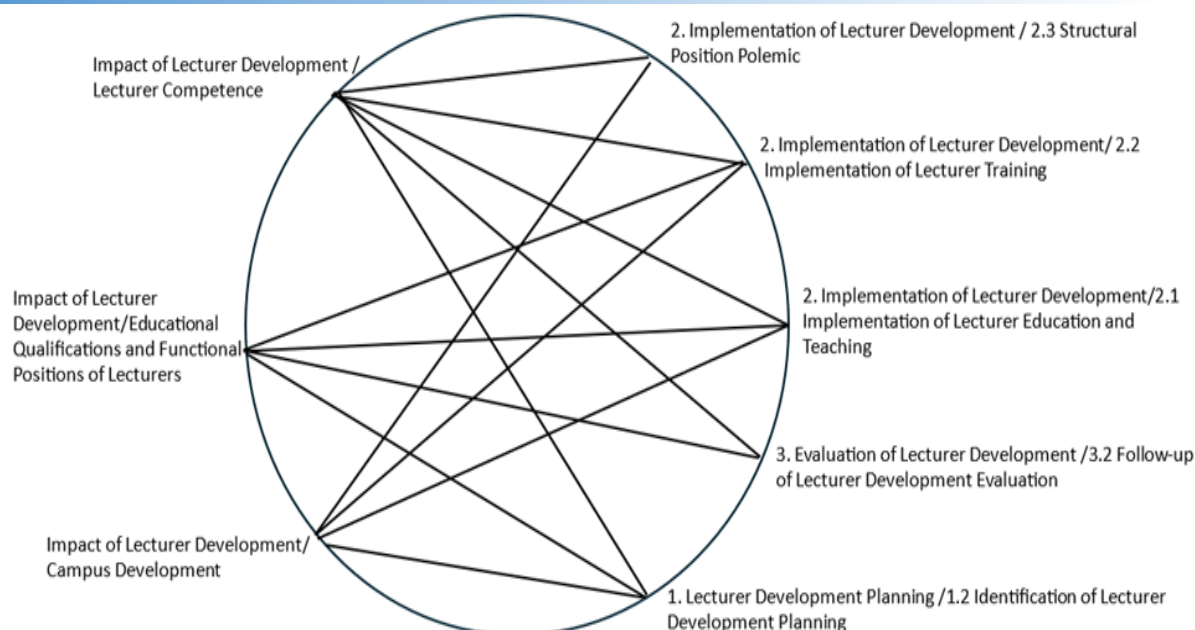 2. Implementation of Lecturer Development / 2.3 Structural
Position Polemic
Impact of Lecturer Development /
Lecturer Competence
2. Implementation of Lecturer Development/ 2.2
Implementation of Lecturer Training
Impact of Lecturer
Development/Educational
Qualifications and Functional
Positions of Lecturers
2. Implementation of Lecturer Development/2.1
Implementation of Lecturer Education and
Teaching
3. Evaluation of Lecturer Development /3.2 Follow-up
of Lecturer Development Evaluation
Impact of Lecturer Development/
Campus Development
1. Lecturer Development Planning /1.2 Identification of Lecturer
Development Planning